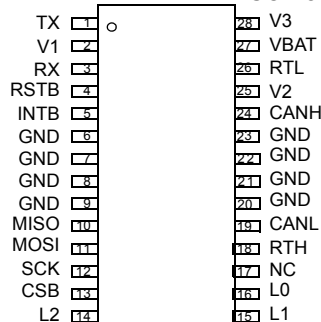 TX 1 28 V3
V1 2 27 VBAT
RX 3 26 RTL
RSTB 4 25 V2
INTB 5 24 CANH
GND 6 23 GND
GND 7 22 GND
GND 8 21 GND
GND 9 20 GND
MISO 10 19 CANL
MOSI 11 18 RTH
SCK 12 17 NC
CSB 13 16 L0
L2 14 15 L1